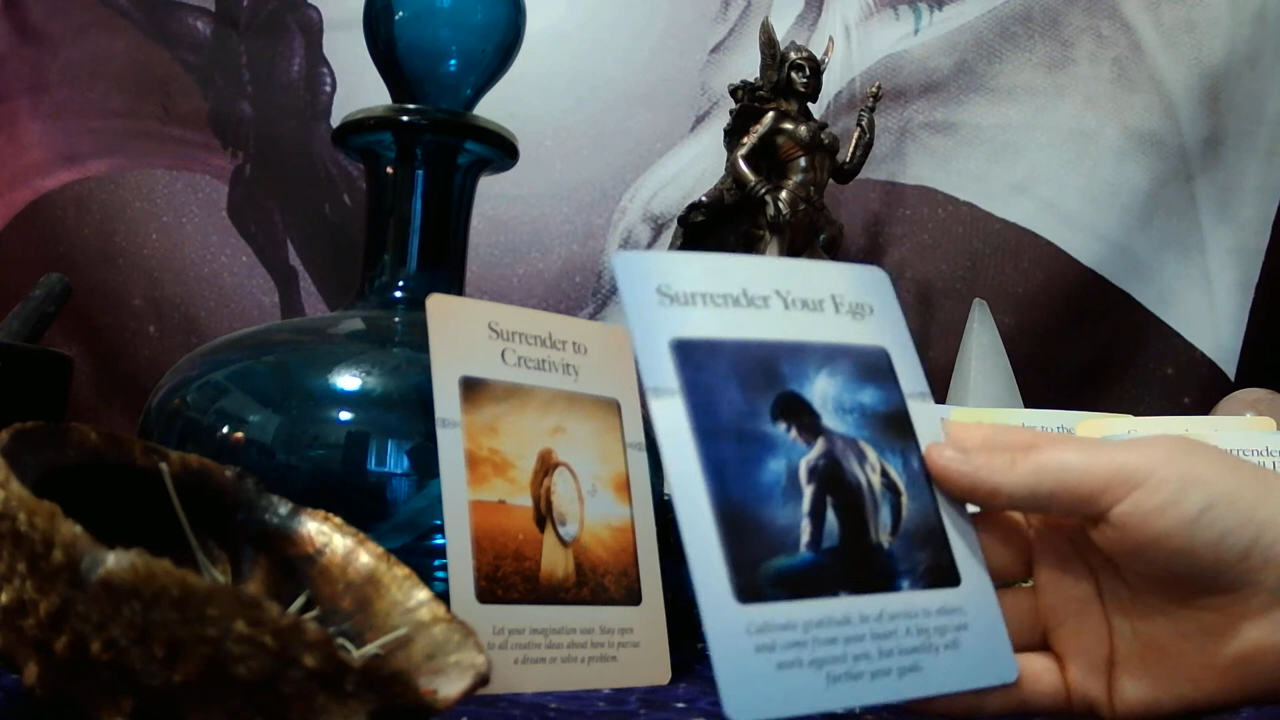 Surrender to
Creativity
Let your imagination soar. Stay open
to all creative ideas about how to pursue
a dream or solve a problem.
Surrender Your Ego
Cultivate gratitude, be of service to others,
and come from your heart. A big ego can
work against you, but humility will
further your goals.
to the